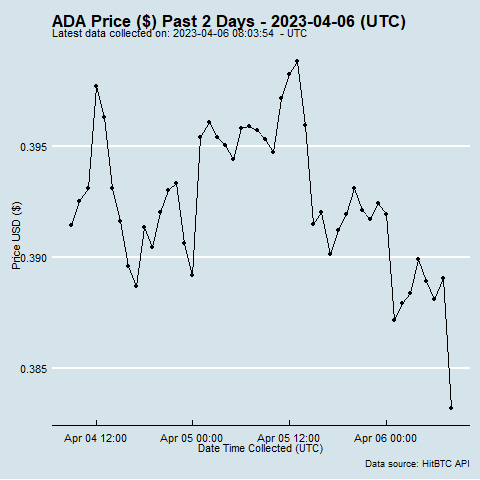 ADA Price ($) Past 2 Days - 2023-04-06 (UTC)
Latest data collected on: 2023-04-06 08:03:54 - UTC
Price USD ($)
0.395
0.390
0.385
Apr 04 12:00
Apr 05 00:00
Apr 05 12:00
Apr 06 00:00
Date Time Collected (UTC)
Data source: HitBTC API